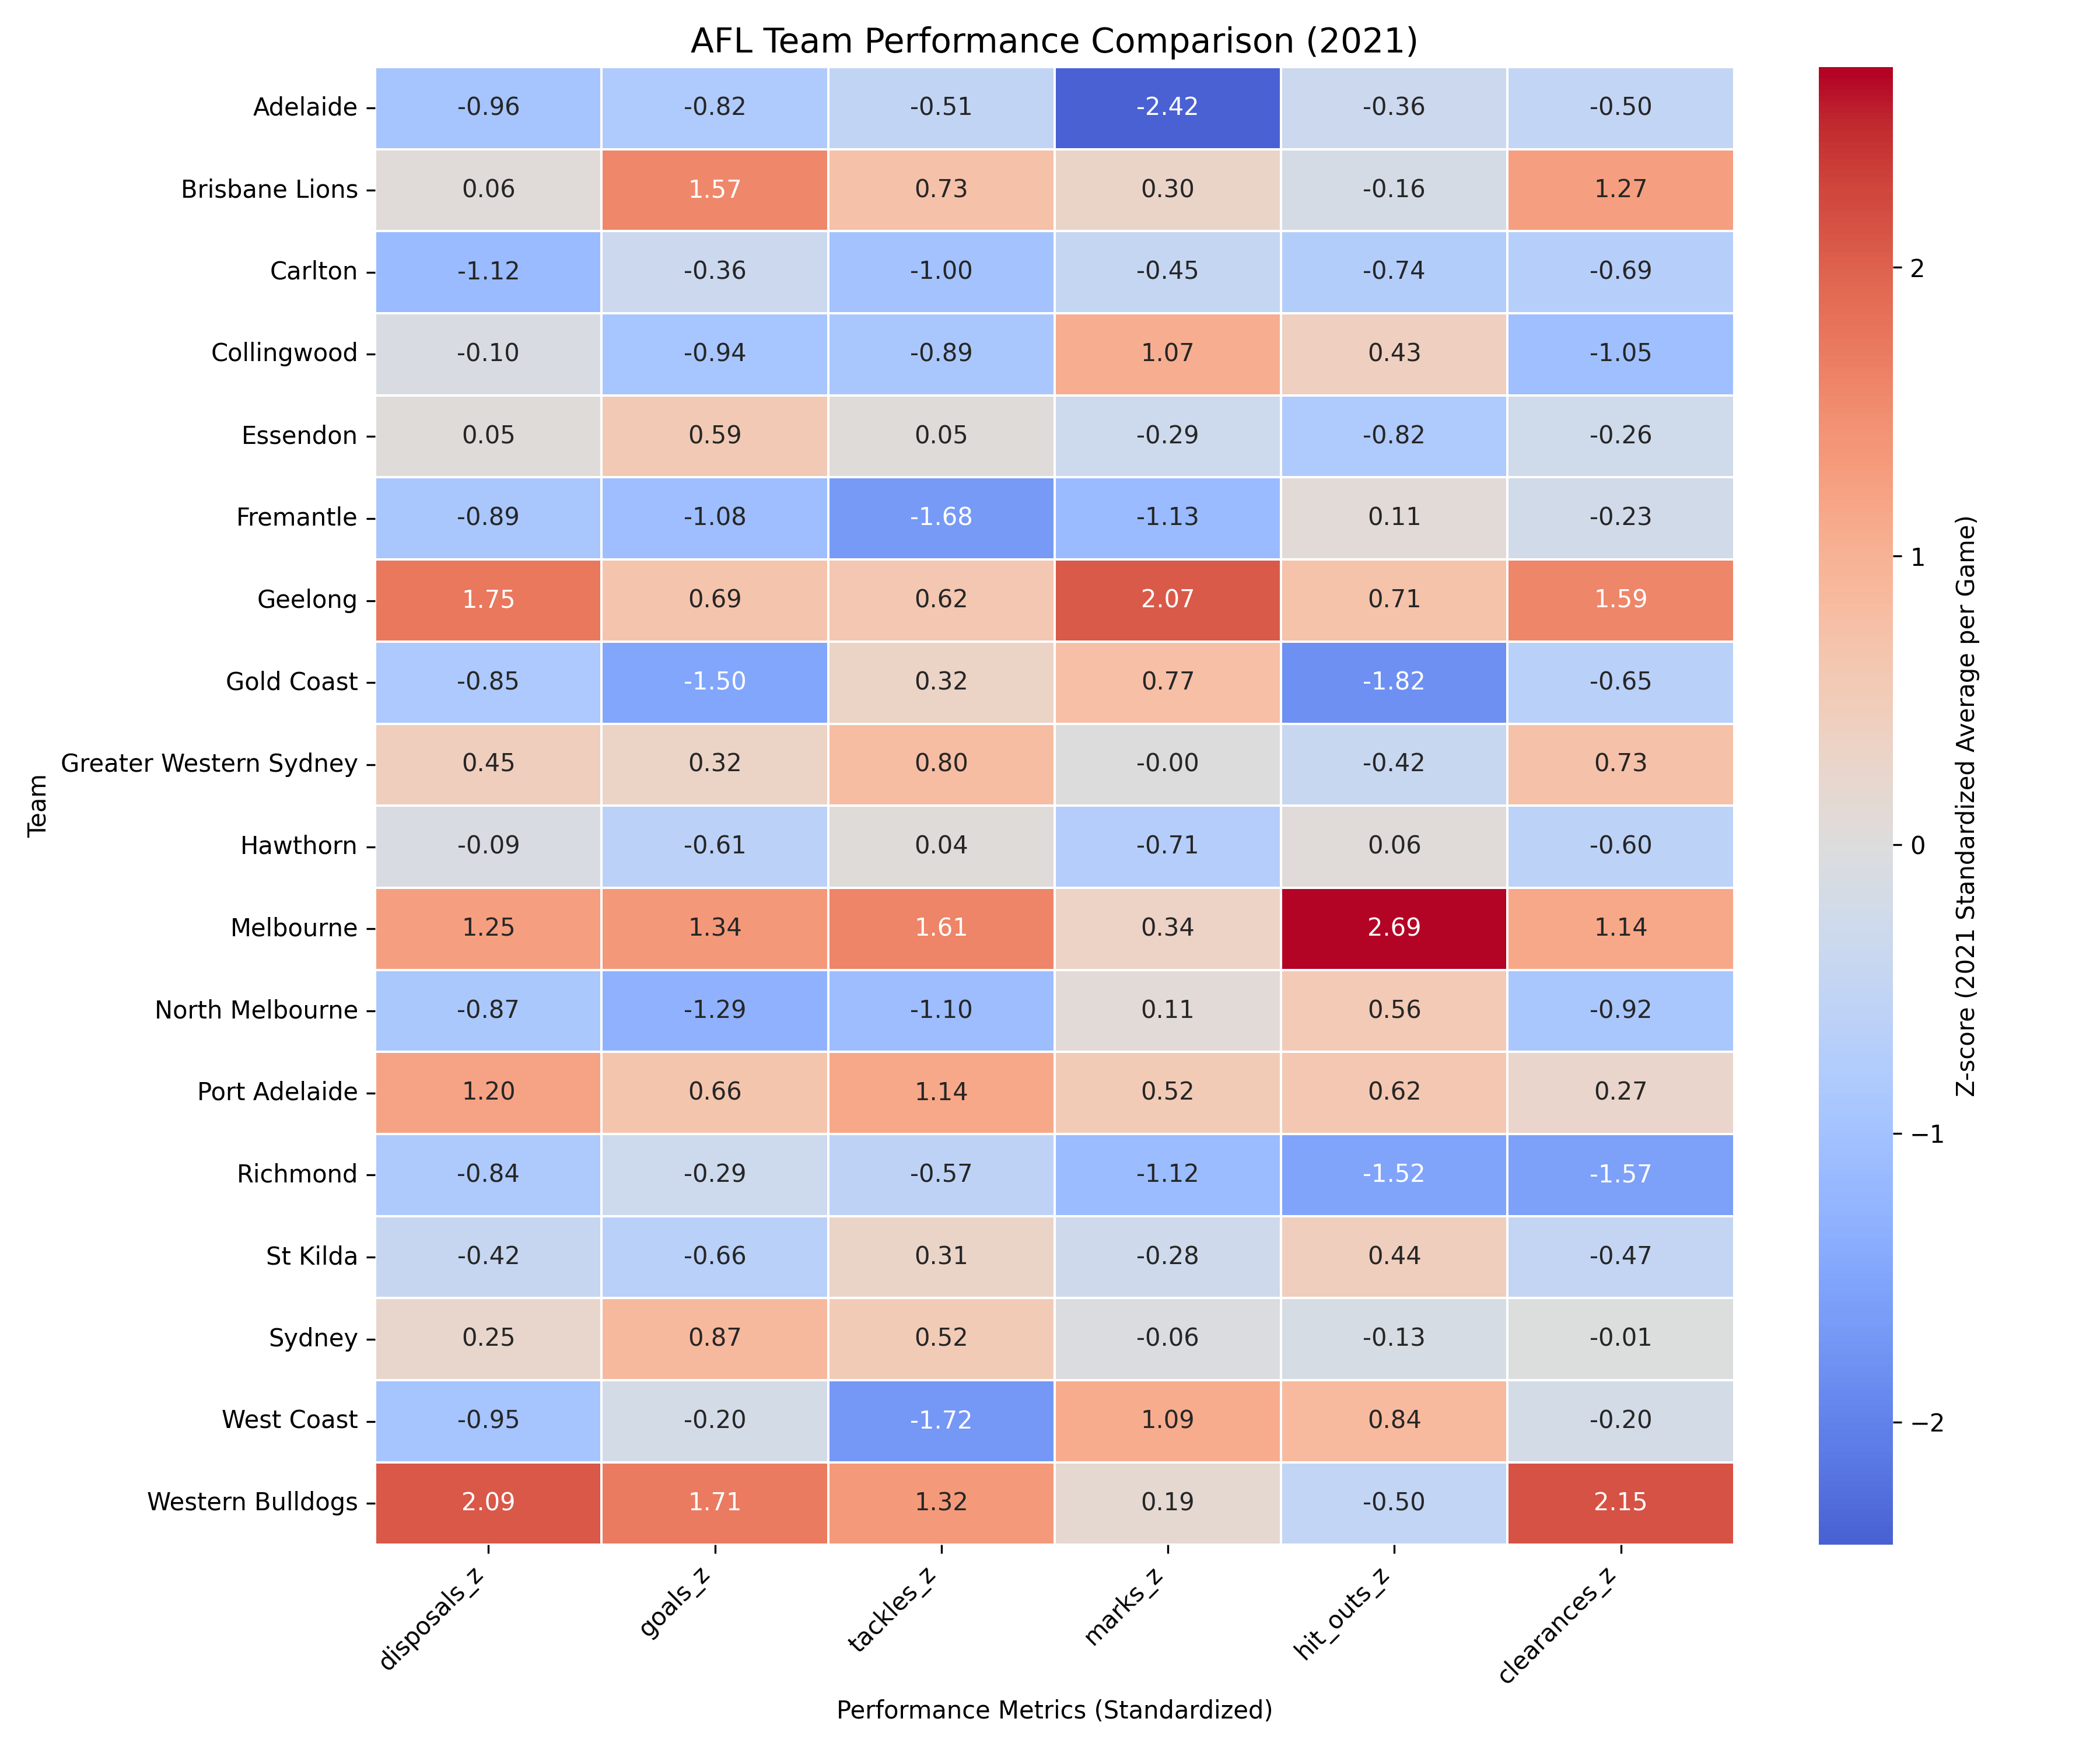 AFL Team Performance Comparison (2021)
Adelaide -0.96 -0.82 -0.51 -2.42 -0.36 -0.50
Brisbane Lions 0.06 1.57 0.73 0.30 -0.16 1.27
Carlton -1.12 -0.36 -1.00 -0.45 -0.74 -0.69
Collingwood -0.10 -0.94 -0.89 1.07 0.43 -1.05
Essendon 0.05 0.59 0.05 -0.29 -0.82 -0.26
Fremantle -0.89 -1.08 -1.68 -1.13 0.11 -0.23
Geelong 1.75 0.69 0.62 2.07 0.71 1.59
Gold Coast -0.85 -1.50 0.32 0.77 -1.82 -0.65
Greater Western Sydney 0.45 0.32 0.80 -0.00 -0.42 0.73
Hawthorn -0.09 -0.61 0.04 -0.71 0.06 -0.60
Melbourne 1.25 1.34 1.61 0.34 2.69 1.14
North Melbourne -0.87 -1.29 -1.10 0.11 0.56 -0.92
Port Adelaide 1.20 0.66 1.14 0.52 0.62 0.27
Richmond -0.84 -0.29 -0.57 -1.12 -1.52 -1.57
St Kilda -0.42 -0.66 0.31 -0.28 0.44 -0.47
Sydney 0.25 0.87 0.52 -0.06 -0.13 -0.01
West Coast -0.95 -0.20 -1.72 1.09 0.84 -0.20
Western Bulldogs 2.09 1.71 1.32 0.19 -0.50 2.15
disposals_z goals_z tackles_z marks_z hit_outs_z clearances_z
Performance Metrics (Standardized)
Team
2
1
0
−1
−2
Z-score (2021 Standardized Average per Game)